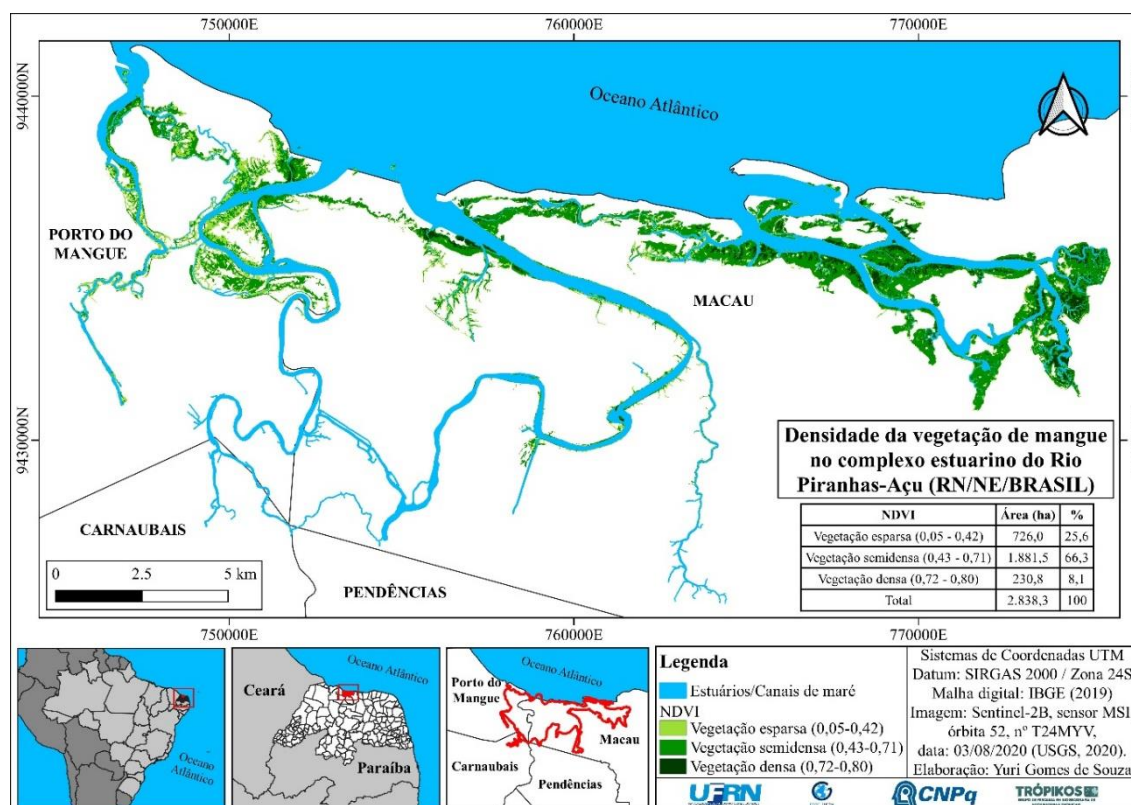 750000E
760000E
770000E
9440000N
9430000N
Oceano Atlântico
PORTO DO
MANGUE
MACAU
CARNAUBAIS
PENDÊNCIAS
0 2.5 5 km
Densidade da vegetação de mangue
no complexo estuarino do Rio
Piranhas-Açu (RN/NE/BRASIL)
NDVI Área (ha) %
Vegetação esparsa (0,05 - 0,42) 726,0 25,6
Vegetação semidensa (0,43 - 0,71) 1.881,5 66,3
Vegetação densa (0,72 - 0,80) 230,8 8,1
Total 2.838,3 100
750000E
760000E
770000E
Oceano
Atlântico
Oceano Atlântico
Ceará
Paraíba
Oceano Atlântico
Porto do
Mangue
Macau
Carnaubais
Pendências
Legenda
Estuários/Canais de maré
NDVI
Vegetação esparsa (0,05-0,42)
Vegetação semidensa (0,43-0,71)
Vegetação densa (0,72-0,80)
Sistemas de Coordenadas UTM
Datum: SIRGAS 2000 / Zona 24S
Malha digital: IBGE (2019)
Imagem: Sentinel-2B, sensor MSI,
órbita 52, nº T24MYV,
data: 03/08/2020 (USGS, 2020).
Elaboração: Yuri Gomes de Souza
UFRN
CNPq
TRÓPIKOS